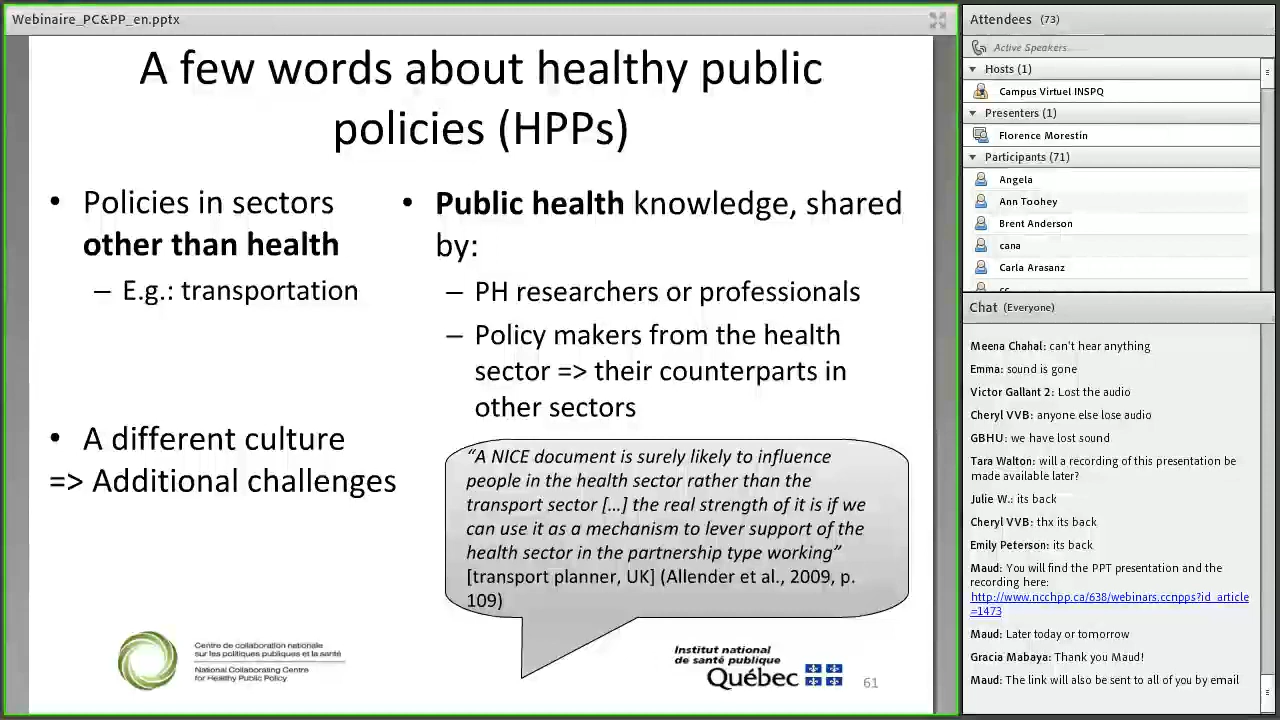 Webinaire_PC&PP_en.pptx
A few words about healthy public
policies (HPPs)
• Policies in sectors
other than health
– E.g.: transportation
• A different culture
=> Additional challenges
• Public health knowledge, shared
by:
– PH researchers or professionals
– Policy makers from the health
sector => their counterparts in
other sectors
“A NICE document is surely likely to influence
people in the health sector rather than the
transport sector [...] the real strength of it is if we
can use it as a mechanism to lever support of the
health sector in the partnership type working”
[transport planner, UK] (Allender et al., 2009, p.
109)
Centre de collaboration nationale
sur les politiques publiques et la santé
National Collaborating Centre
for Healthy Public Policy
Institut national
de santé publique
Québec
61
Attendees (73)
Active Speakers...
Hosts (1)
Campus Virtuel INSPQ
Presenters (1)
Florence Morestin
Participants (71)
Angela
Ann Toohey
Brent Anderson
cana
Carla Arasanz
Chat (Everyone)
Meena Chahal: can't hear anything
Emma: sound is gone
Victor Gallant 2: Lost the audio
Cheryl VVB: anyone else lose audio
GBHU: we have lost sound
Tara Walton: will a recording of this presentation be
made available later?
Julie W.: its back
Cheryl VVB: thx its back
Emily Peterson: its back
Maud: You will find the PPT presentation and the
recording here:
http://www.ncchpp.ca/638/webinars.ccnpps?id_article
=1473
Maud: Later today or tomorrow
Gracia Mabaya: Thank you Maud!
Maud: The link will also be sent to all of you by email